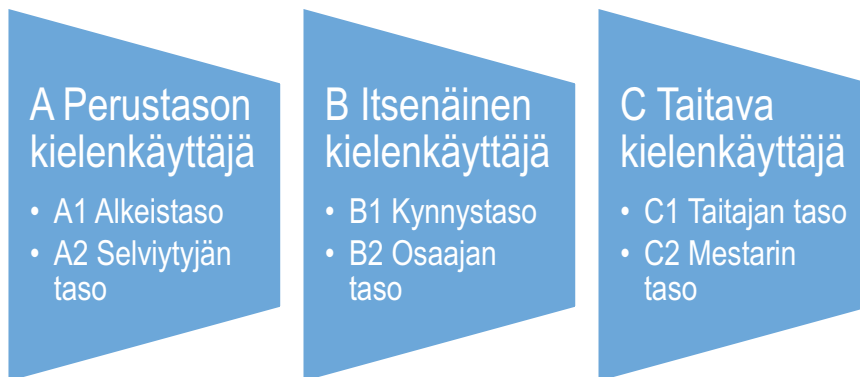 A Perustason
kielenkäyttäjä
• A1 Alkeistaso
• A2 Selviytyjän
taso
B Itsenäinen
kielenkäyttäjä
• B1 Kynnystaso
• B2 Osaajan
taso
C Taitava
kielenkäyttäjä
• C1 Taitajan taso
• C2 Mestarin
taso